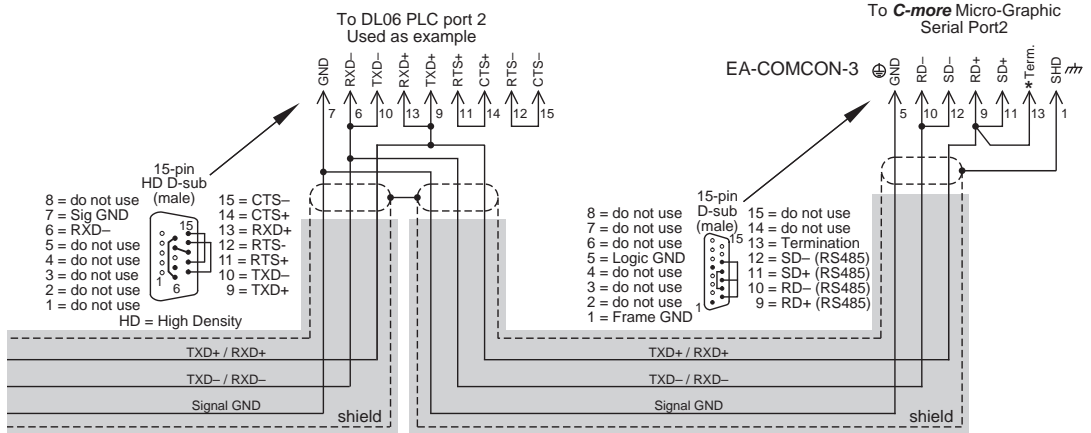 To DL06 PLC port 2
Used as example
GND
RXD–
TXD–
RXD+
TXD+
RTS+
CTS+
RTS–
CTS–
7
6
10
13
9
11
14
12
15
15-pin
HD D-sub
(male)
8 = do not use
7 = Sig GND
6 = RXD–
5 = do not use
4 = do not use
3 = do not use
2 = do not use
1 = do not use
15
1
6
15 = CTS–
14 = CTS+
13 = RXD+
12 = RTS-
11 = RTS+
10 = TXD–
9 = TXD+
HD = High Density
To C-more Micro-Graphic
Serial Port2
EA-COMCON-3
GND
RD–
SD–
RD+
SD+
*Term.
SHD
5
10
12
9
11
13
1
15-pin
D-sub
(male)
8 = do not use
7 = do not use
6 = do not use
5 = Logic GND
4 = do not use
3 = do not use
2 = do not use
1 = Frame GND
15
1
15 = do not use
14 = do not use
13 = Termination
12 = SD– (RS485)
11 = SD+ (RS485)
10 = RD– (RS485)
9 = RD+ (RS485)
TXD+ / RXD+
TXD– / RXD–
Signal GND
shield
TXD+ / RXD+
TXD– / RXD–
Signal GND
shield